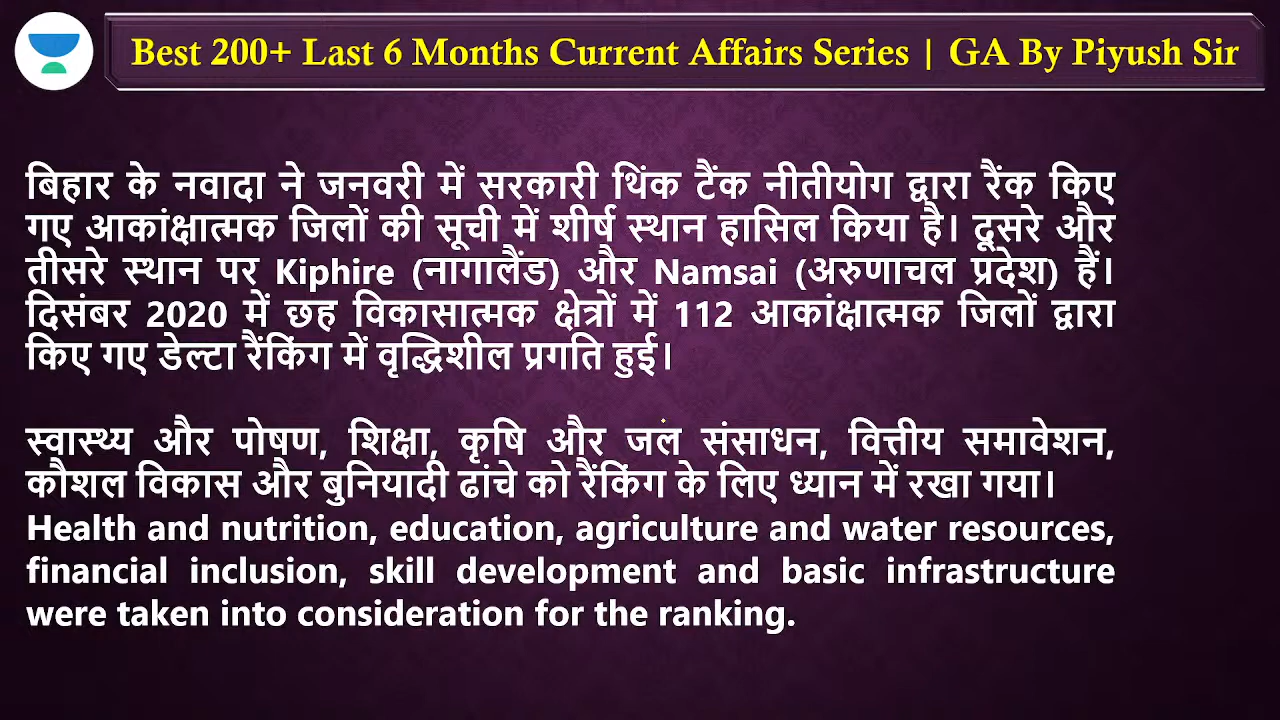 Best 200+ Last 6 Months Current Affairs Series | GA By Piyush Sir
बिहार के नवादा ने जनवरी में सरकारी थिंक टैंक नीतीयोग द्वारा रैंक किए
गए आकांक्षात्मक जिलों की सूची में शीर्ष स्थान हासिल किया है। दूसरे और
तीसरे स्थान पर Kiphire (नागालैंड) और Namsai (अरुणाचल प्रदेश) हैं।
दिसंबर 2020 में छह विकासात्मक क्षेत्रों में 112 आकांक्षात्मक जिलों द्वारा
किए गए डेल्टा रैंकिंग में वृद्धिशील प्रगति हुई।
स्वास्थ्य और पोषण, शिक्षा, कृषि और जल संसाधन, वित्तीय समावेशन,
कौशल विकास और बुनियादी ढांचे को रैंकिंग के लिए ध्यान में रखा गया।
Health and nutrition, education, agriculture and water resources,
financial inclusion, skill development and basic infrastructure
were taken into consideration for the ranking.